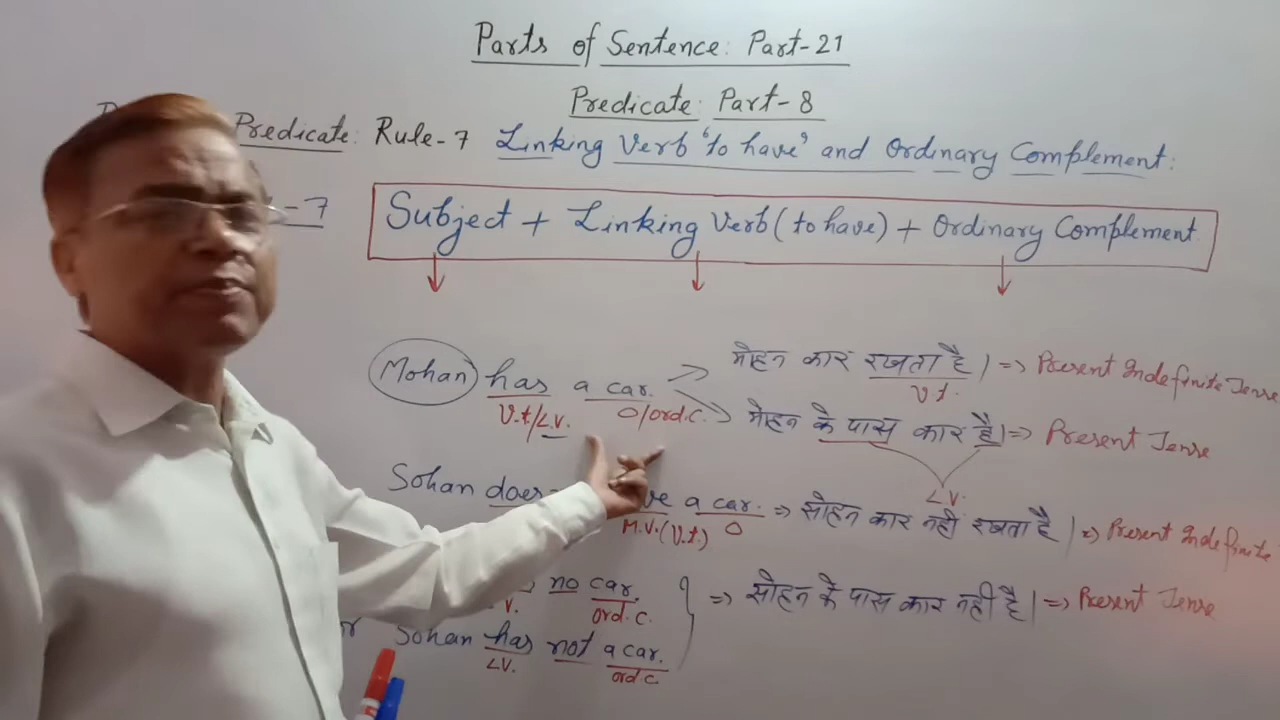 Parts of Sentence: Part-21
Predicate: Part-8
Predicate: Rule-7 Linking Verb 'to have' and Ordinary Complement:
-7
Subject + Linking Verb (to have) + Ordinary Complement
Mohan has a car. मोहन कार रखता है। => Present Indefinite Tense
V.t/L.V. O/ord.c. V.t.
मोहन के पास कार है। => Present Tense
L.V.
Sohan does a car. => सोहन कार नहीं रखता है। => Present Indefinite
M.V.(V.t) O
no car.
V. ord.c.
=> सोहन के पास कार नहीं है। => Present Tense
Sohan has not a car.
L.V. ord.c